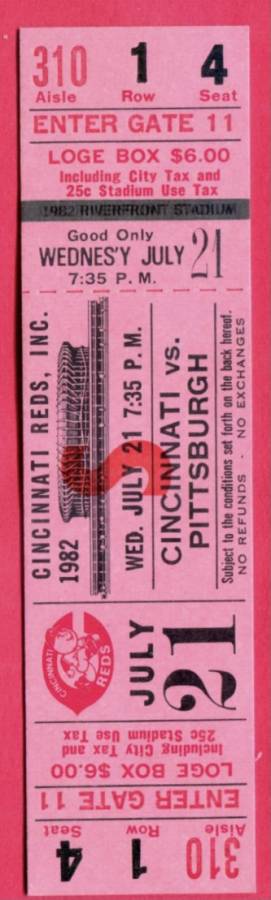 310 1 4
Aisle Row Seat
ENTER GATE 11
LOGE BOX $6.00
Including City Tax and
25c Stadium Use Tax
1982 RIVERFRONT STADIUM
Good Only
WEDNES'Y JULY 21
7:35 P.M.
CINCINNATI REDS, INC.
1982
S
WED. JULY 21 7:35 P.M.
CINCINNATI vs.
PITTSBURGH
Subject to the conditions set forth on the back hereof.
NO REFUNDS - NO EXCHANGES
CINCINNATI
REDS
JULY
21
310 1 4
Aisle Row Seat
ENTER GATE 11
LOGE BOX $6.00
Including City Tax and
25c Stadium Use Tax